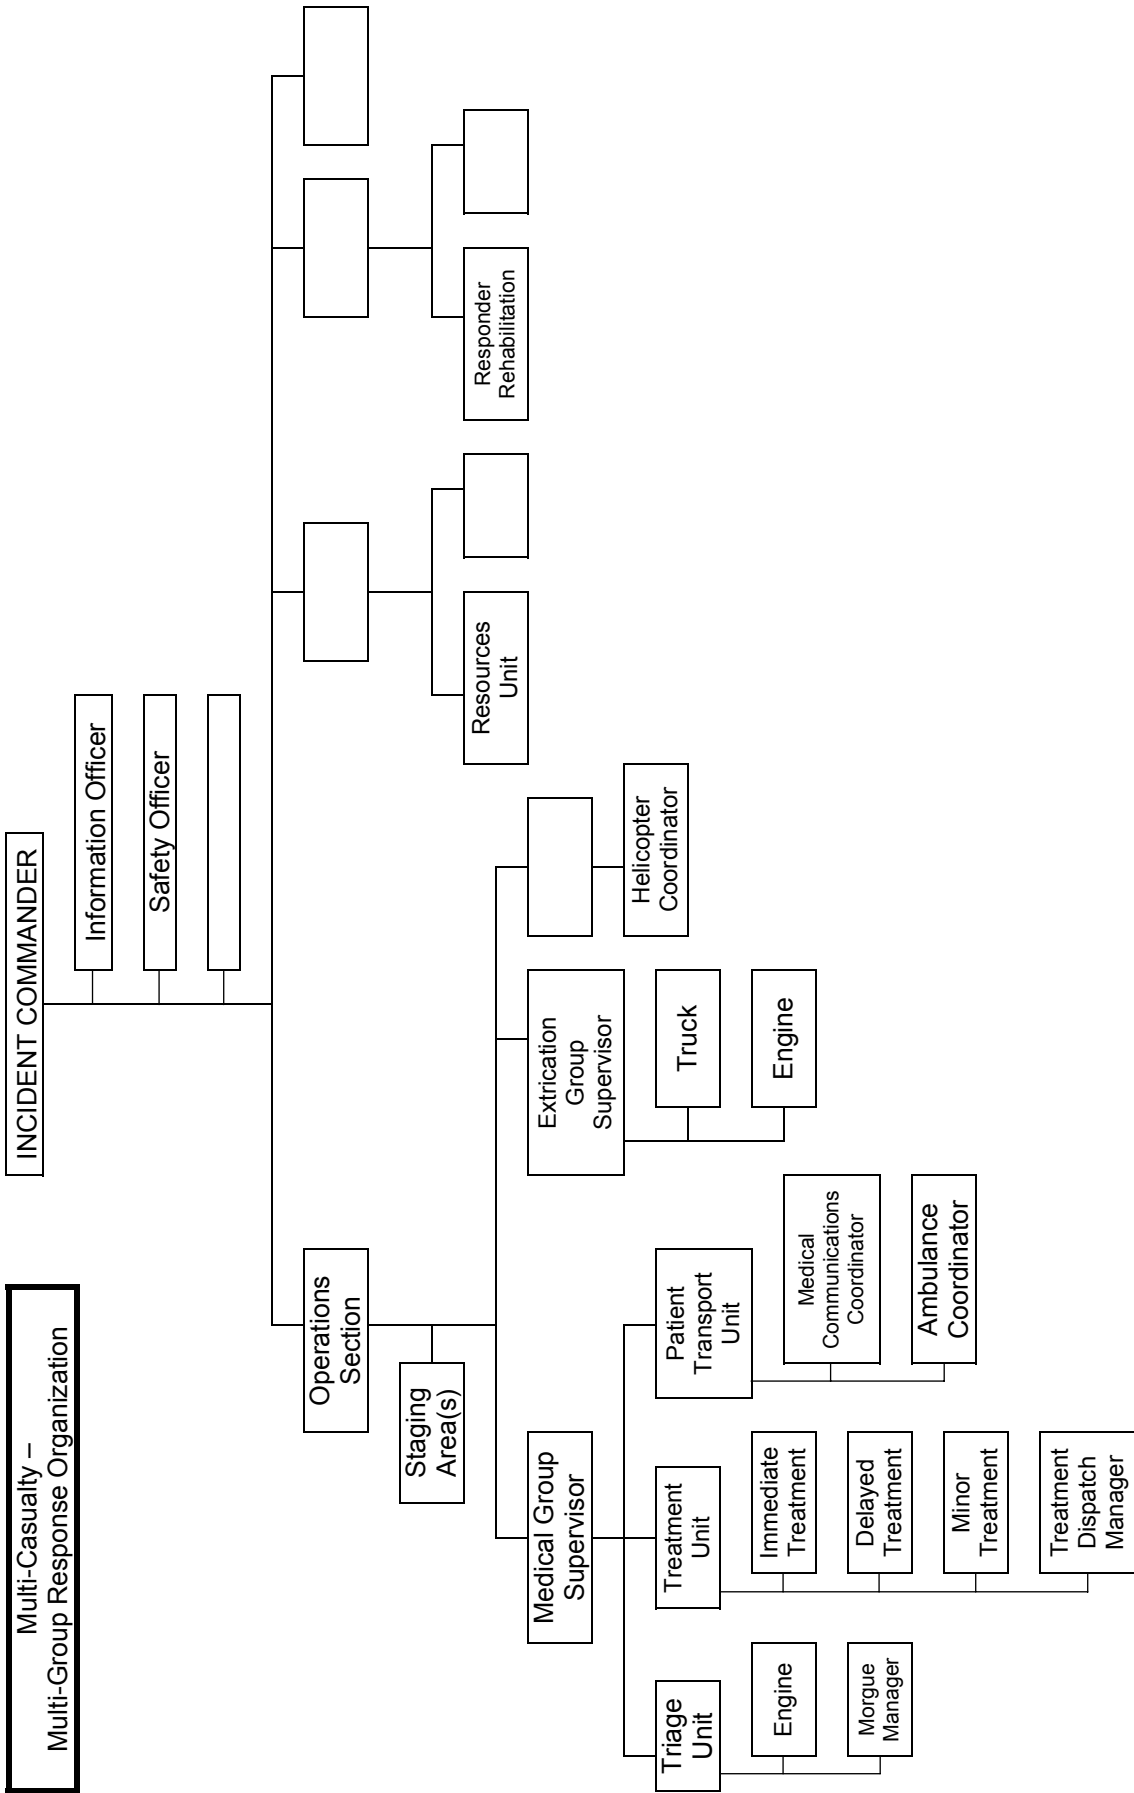 Multi-Casualty –
Multi-Group Response Organization
INCIDENT COMMANDER
Information Officer
Safety Officer
Operations
Section
Staging
Area(s)
Resources
Unit
Responder
Rehabilitation
Medical Group
Supervisor
Extrication
Group
Supervisor
Helicopter
Coordinator
Triage
Unit
Treatment
Unit
Patient
Transport
Unit
Truck
Engine
Engine
Morgue
Manager
Immediate
Treatment
Delayed
Treatment
Minor
Treatment
Treatment
Dispatch
Manager
Medical
Communications
Coordinator
Ambulance
Coordinator